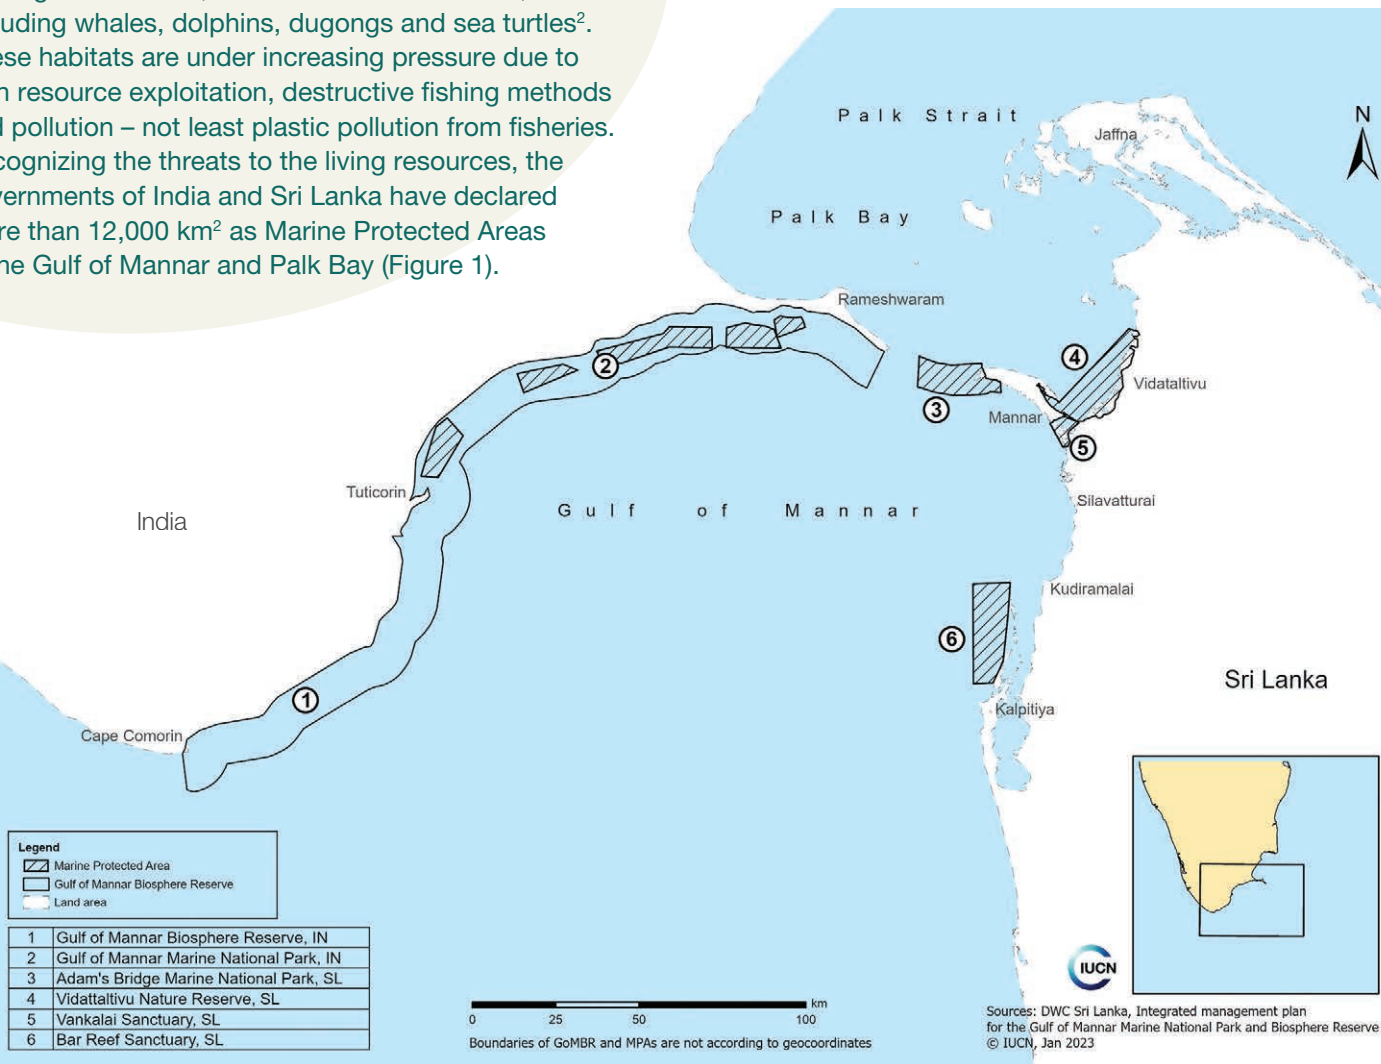 uding whales, dolphins, dugongs and sea turtles².
ese habitats are under increasing pressure due to
n resource exploitation, destructive fishing methods
d pollution – not least plastic pollution from fisheries.
cognizing the threats to the living resources, the
vernments of India and Sri Lanka have declared
re than 12,000 km² as Marine Protected Areas
he Gulf of Mannar and Palk Bay (Figure 1).
Palk Strait
Jaffna
N
Palk Bay
Rameshwaram
4
2
Vidataltivu
3
Mannar
5
Tuticorin
Silavatturai
India
Gulf of Mannar
Kudiramalai
6
Sri Lanka
1
Kalpitiya
Cape Comorin
Legend
Marine Protected Area
Gulf of Mannar Biosphere Reserve
Land area
1 Gulf of Mannar Biosphere Reserve, IN
2 Gulf of Mannar Marine National Park, IN
3 Adam's Bridge Marine National Park, SL
4 Vidattaltivu Nature Reserve, SL
5 Vankalai Sanctuary, SL
6 Bar Reef Sanctuary, SL
km
0 25 50 100
Boundaries of GoMBR and MPAs are not according to geocoordinates
IUCN
Sources: DWC Sri Lanka, Integrated management plan
for the Gulf of Mannar Marine National Park and Biosphere Reserve
© IUCN, Jan 2023